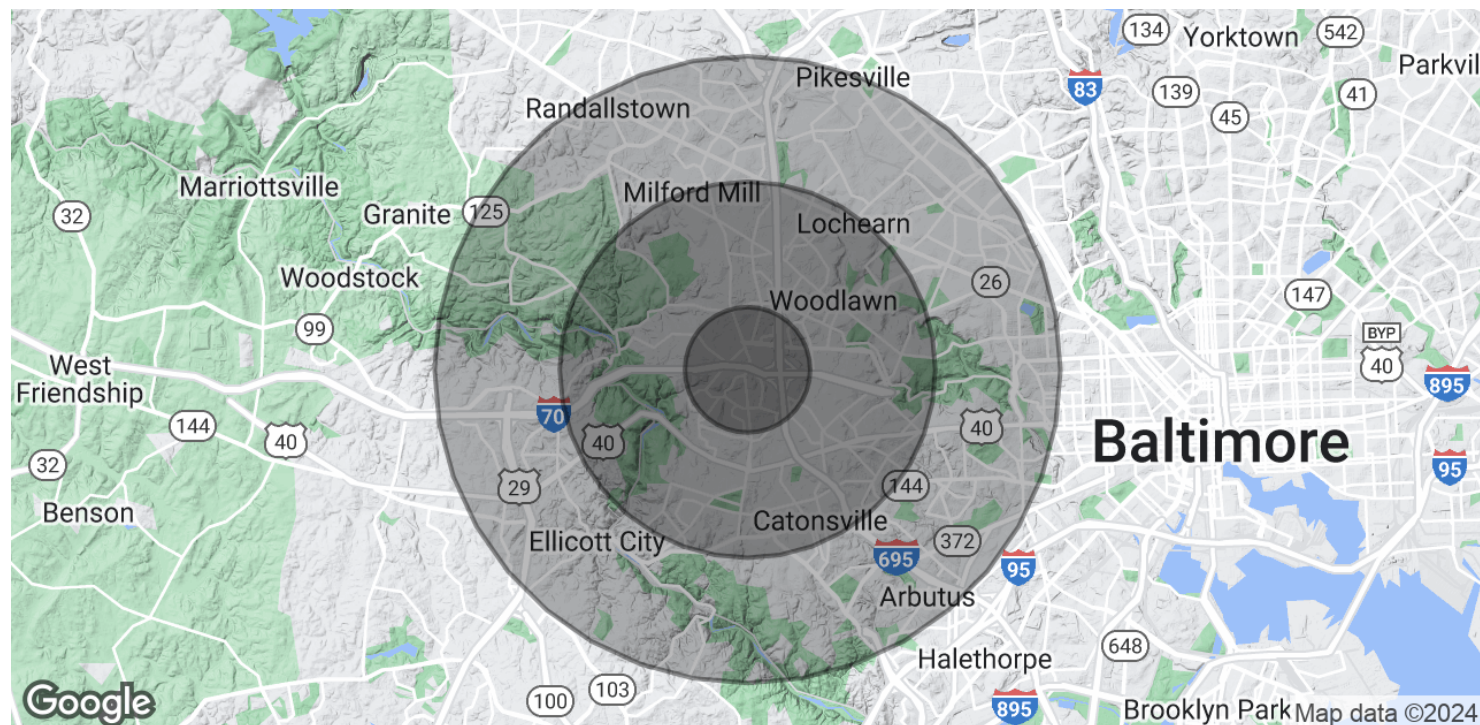 134
Yorktown
542
Pikesville
Parkvil
83
139
41
Randallstown
45
Marriottsville
Milford Mill
32
Granite
125
Lochearn
Woodstock
26
147
Woodlawn
99
BYP
40
West
Friendship
895
70
144
40
40
40
Baltimore
32
95
29
144
Benson
Catonsville
Ellicott City
372
695
95
Arbutus
648
Halethorpe
103
100
895
Brooklyn Park
Google
Map data ©2024